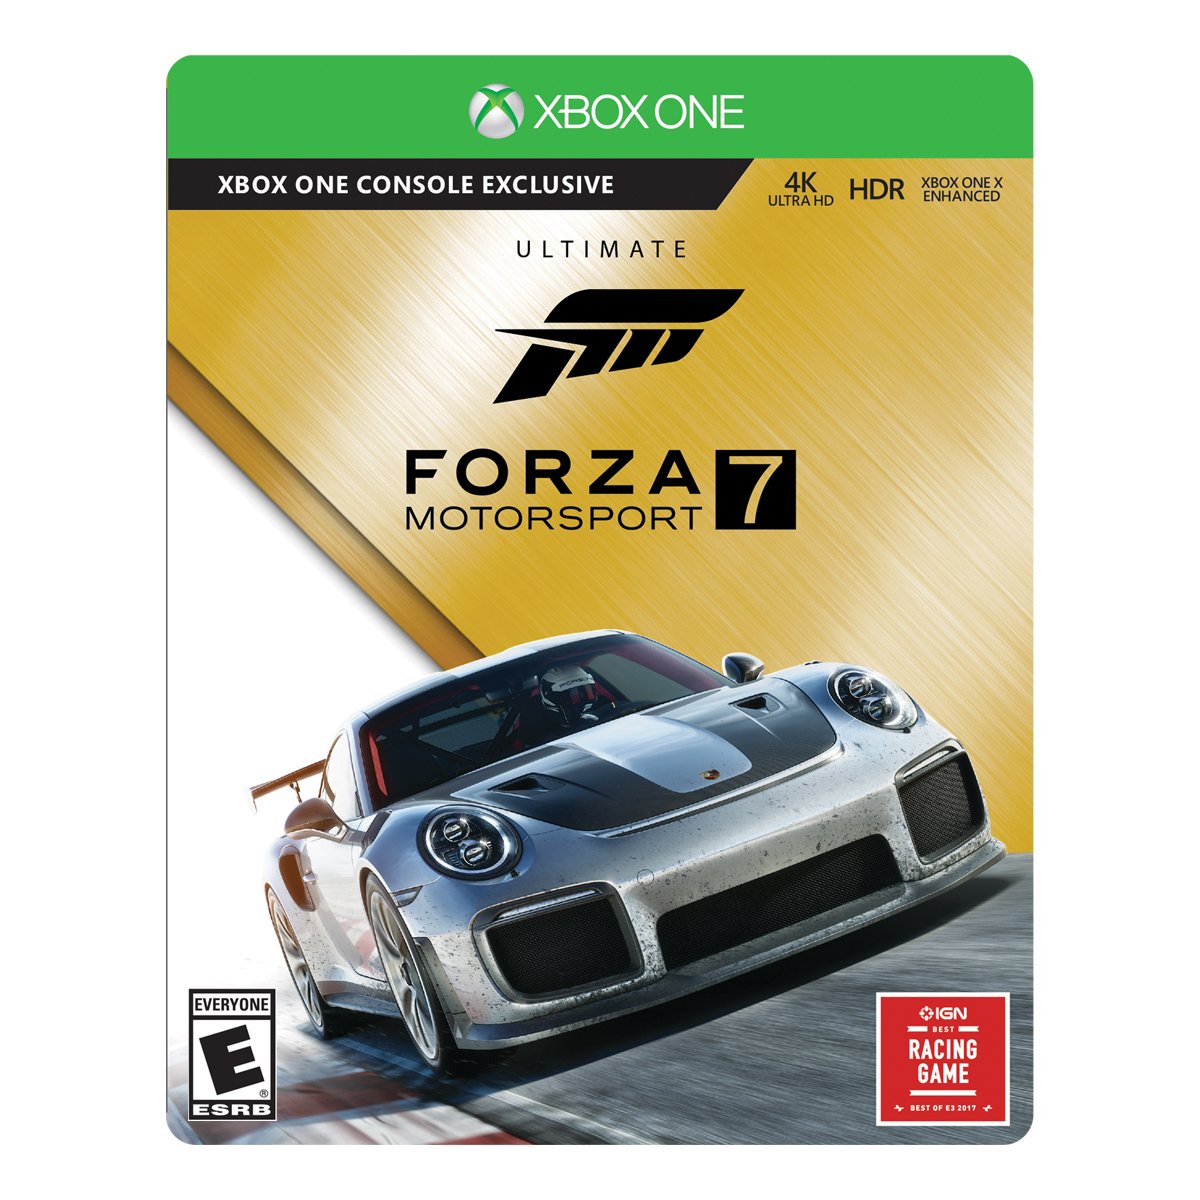 XBOX ONE
XBOX ONE CONSOLE EXCLUSIVE
4K
ULTRA HD
HDR
XBOX ONE X
ENHANCED
ULTIMATE
FORZA
MOTORSPORT 7
EVERYONE
E
®
ESRB
IGN
BEST
RACING
GAME
BEST OF E3 2017